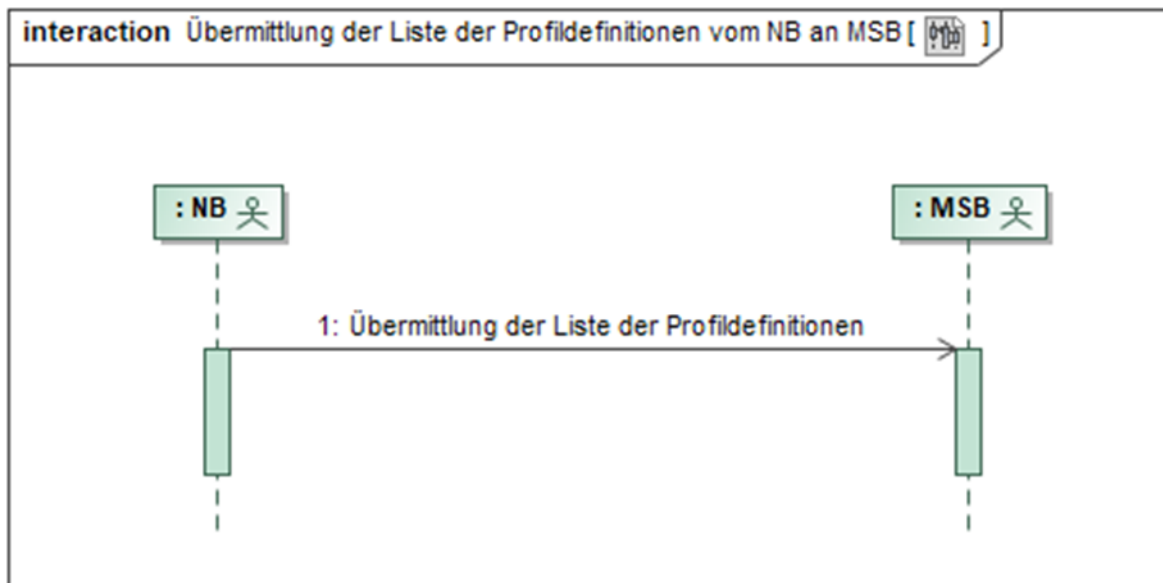 interaction Übermittlung der Liste der Profildefinitionen vom NB an MSB [ ]
: NB
: MSB
1: Übermittlung der Liste der Profildefinitionen